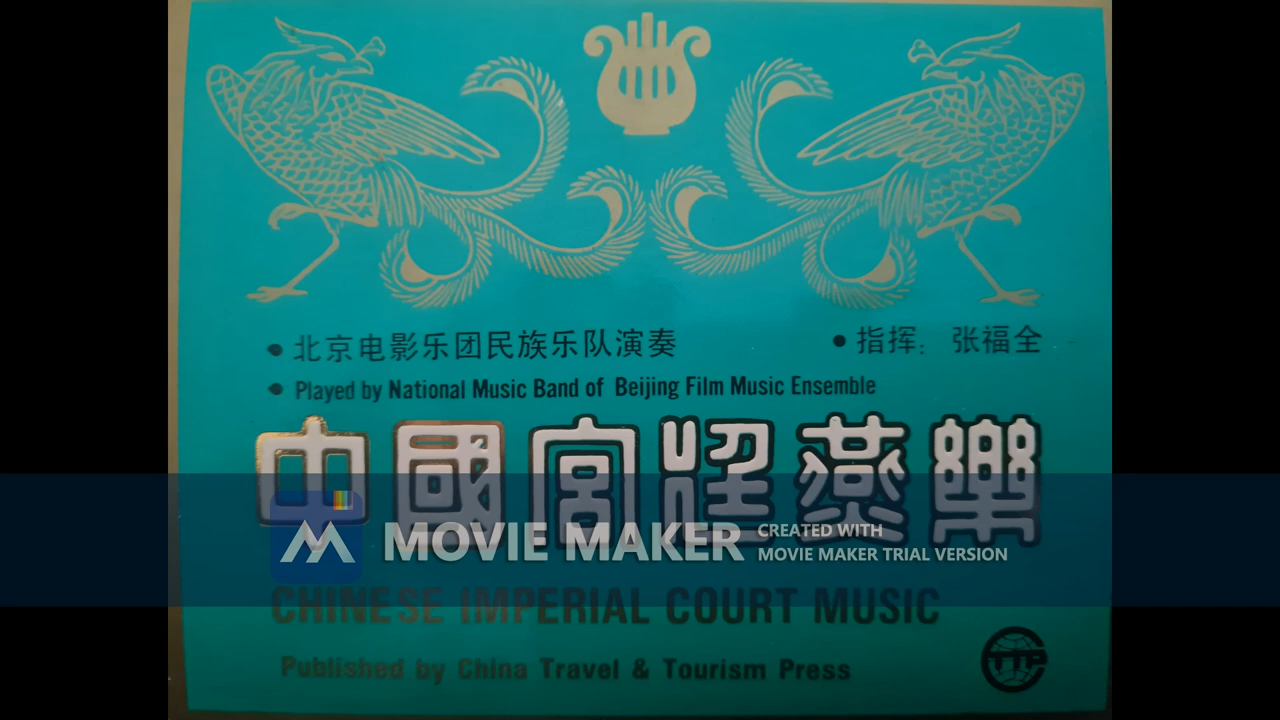 • 北京电影乐团民族乐队演奏 • 指挥：张福全
• Played by National Music Band of Beijing Film Music Ensemble
中國宮廷燕樂
MOVIE MAKER
CREATED WITH
MOVIE MAKER TRIAL VERSION
CHINESE IMPERIAL COURT MUSIC
Published by China Travel & Tourism Press
CTTP